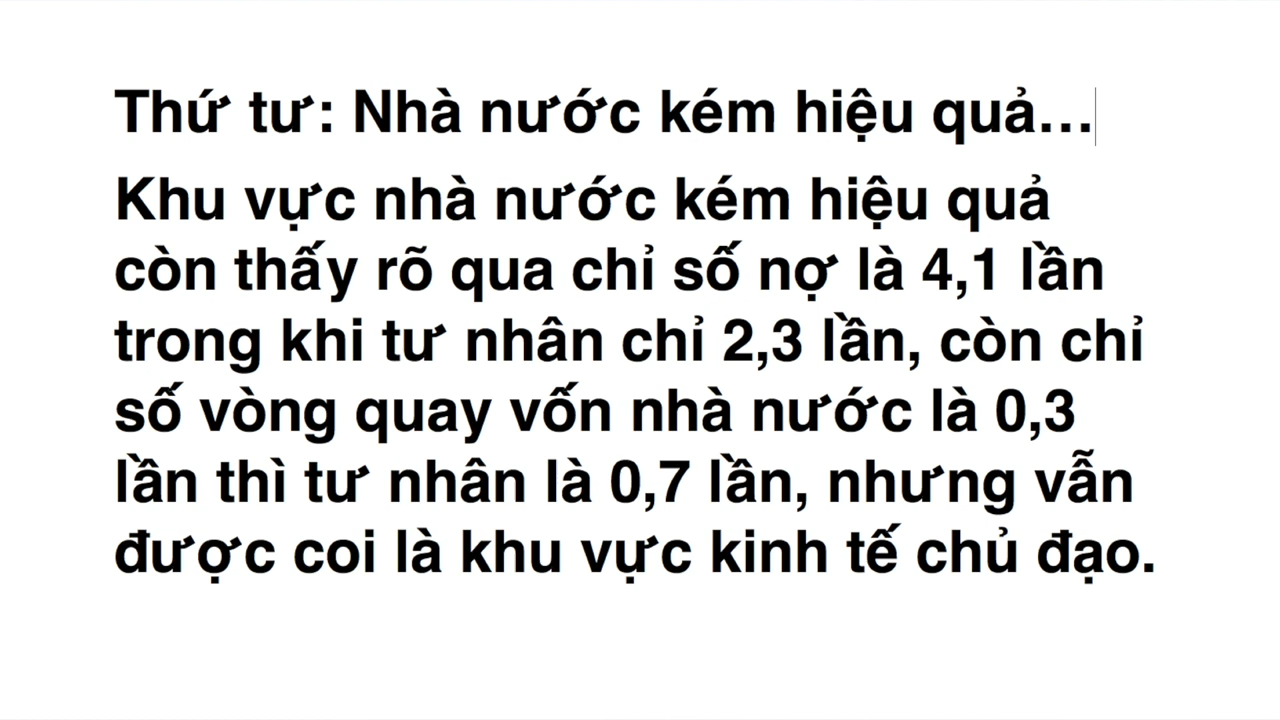 Thứ tư: Nhà nước kém hiệu quả...
Khu vực nhà nước kém hiệu quả
còn thấy rõ qua chỉ số nợ là 4,1 lần
trong khi tư nhân chỉ 2,3 lần, còn chỉ
số vòng quay vốn nhà nước là 0,3
lần thì tư nhân là 0,7 lần, nhưng vẫn
được coi là khu vực kinh tế chủ đạo.